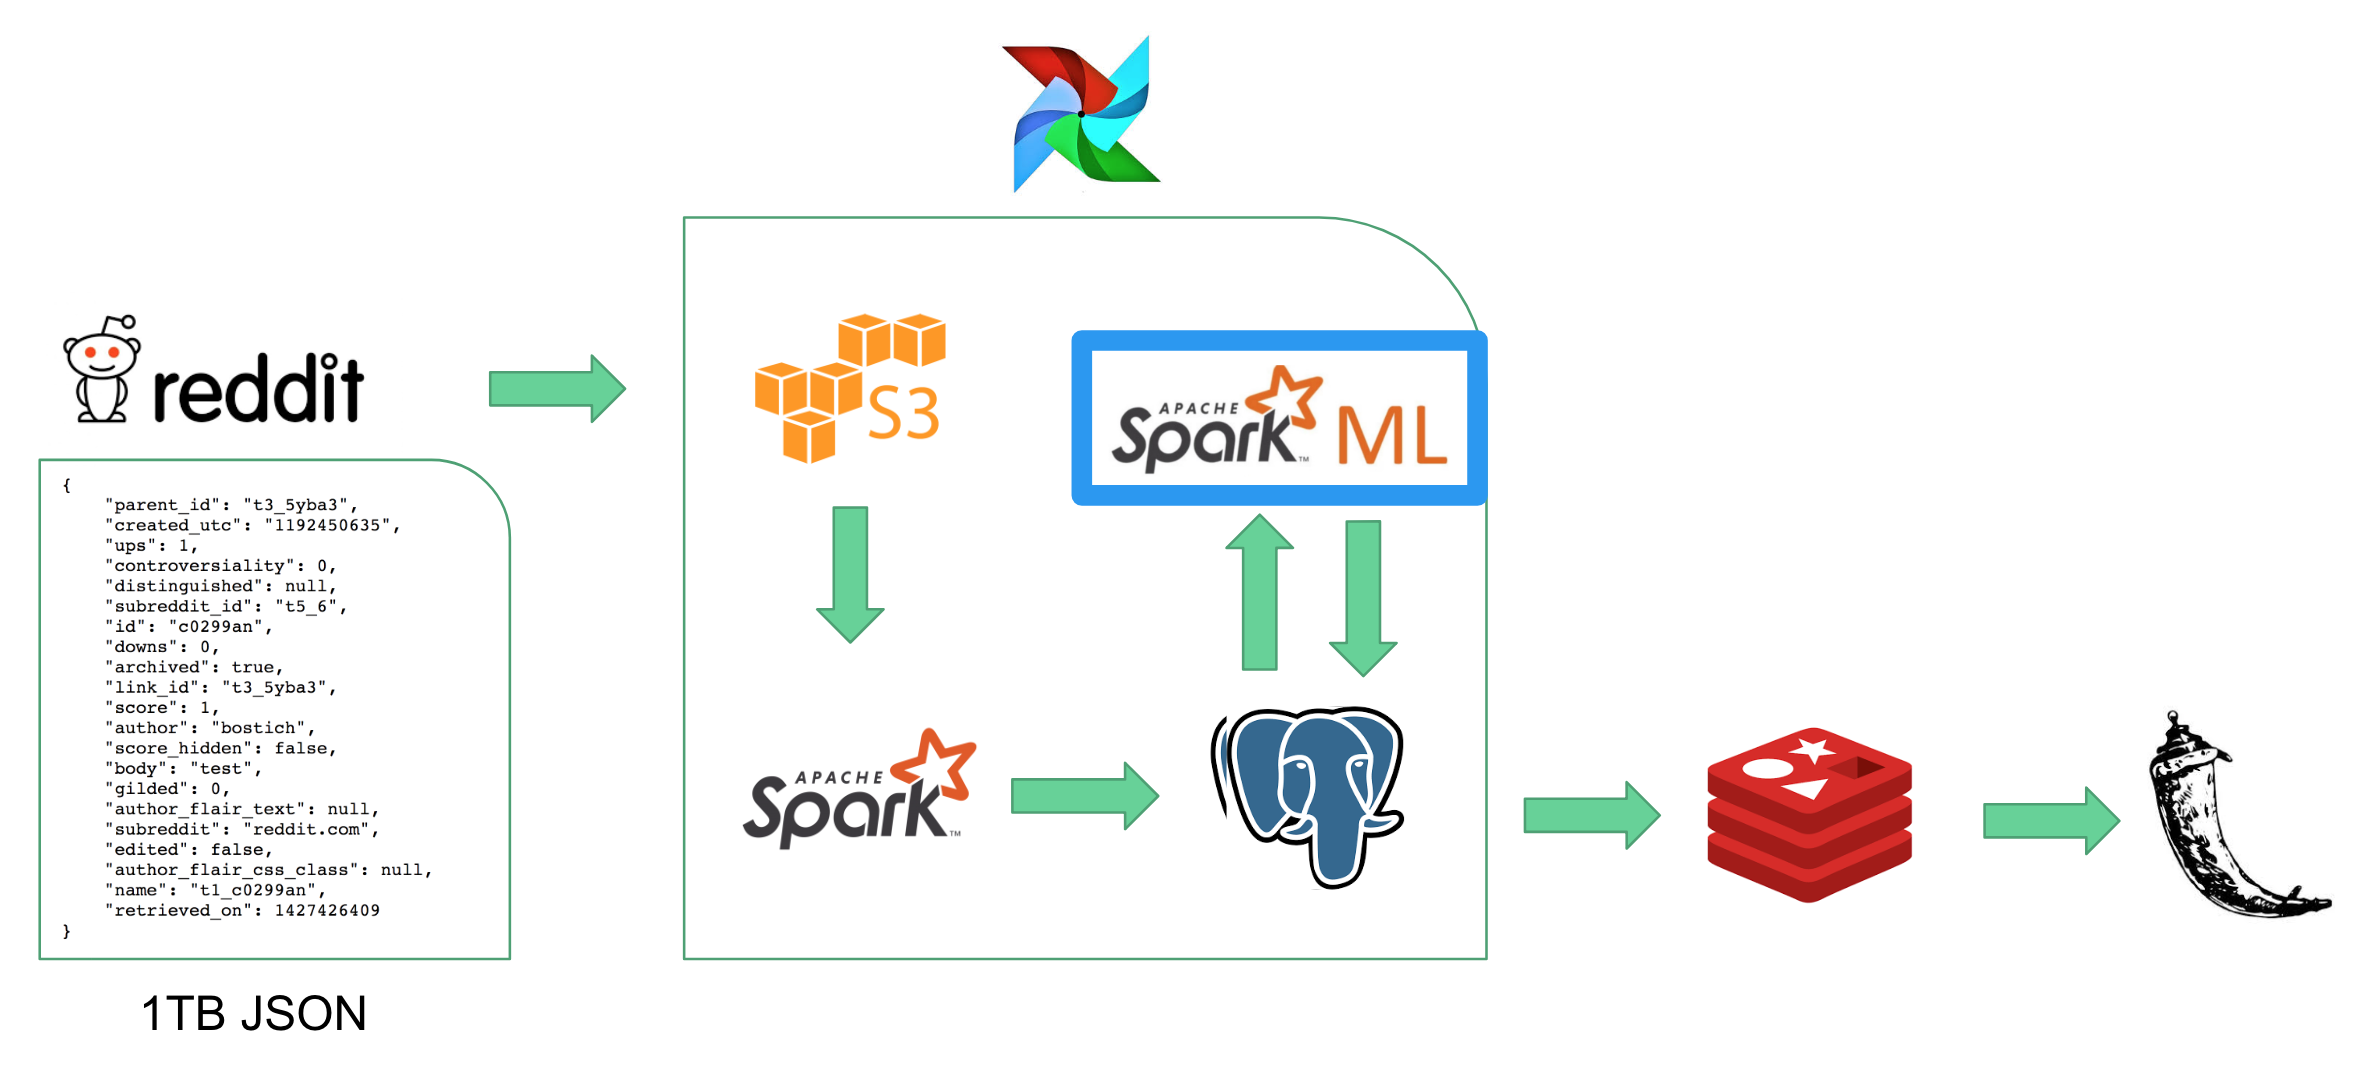 reddit
{
"parent_id": "t3_5yba3",
"created_utc": "1192450635",
"ups": 1,
"controversiality": 0,
"distinguished": null,
"subreddit_id": "t5_6",
"id": "c0299an",
"downs": 0,
"archived": true,
"link_id": "t3_5yba3",
"score": 1,
"author": "bostich",
"score_hidden": false,
"body": "test",
"gilded": 0,
"author_flair_text": null,
"subreddit": "reddit.com",
"edited": false,
"author_flair_css_class": null,
"name": "t1_c0299an",
"retrieved_on": 1427426409
}
1TB JSON
S3
APACHE
Spark™ ML
APACHE
Spark™